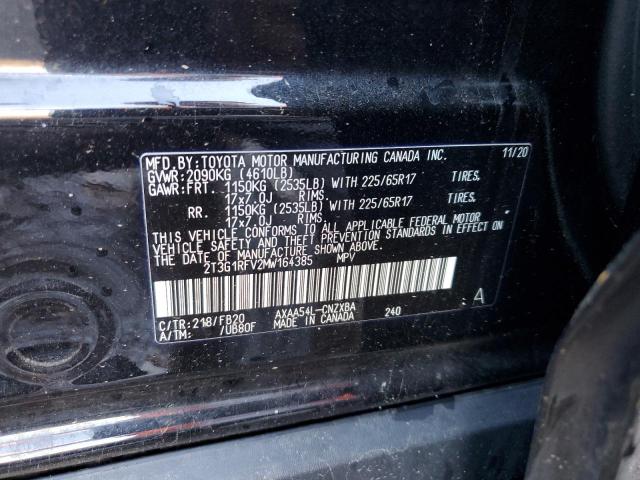 MFD.BY:TOYOTA MOTOR MANUFACTURING CANADA INC. 11/20
GVWR:2090KG (4610LB)
GAWR:FRT. 1150KG (2535LB) WITH 225/65R17 TIRES.
17x7.0J RIMS
RR. 1150KG (2535LB) WITH 225/65R17 TIRES.
17x7.0J RIMS
THIS VEHICLE CONFORMS TO ALL APPLICABLE FEDERAL MOTOR
VEHICLE SAFETY AND THEFT PREVENTION STANDARDS IN EFFECT
ON THE DATE OF MANUFACTURE SHOWN ABOVE.
2T3G1RFV2MW164385 MPV
C/TR:218/FB20 AXAA54L-CNZXBA 240 A
A/TM: /UB80F MADE IN CANADA